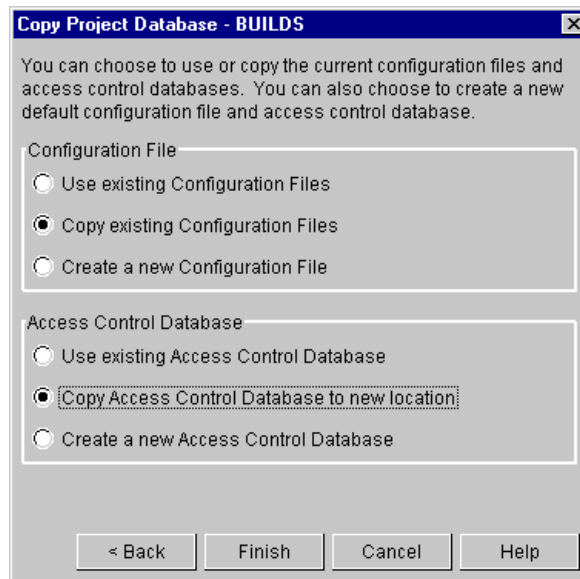 Copy Project Database - BUILDS
You can choose to use or copy the current configuration files and
access control databases. You can also choose to create a new
default configuration file and access control database.
Configuration File
Use existing Configuration Files
Copy existing Configuration Files
Create a new Configuration File
Access Control Database
Use existing Access Control Database
Copy Access Control Database to new location
Create a new Access Control Database
< Back Finish Cancel Help